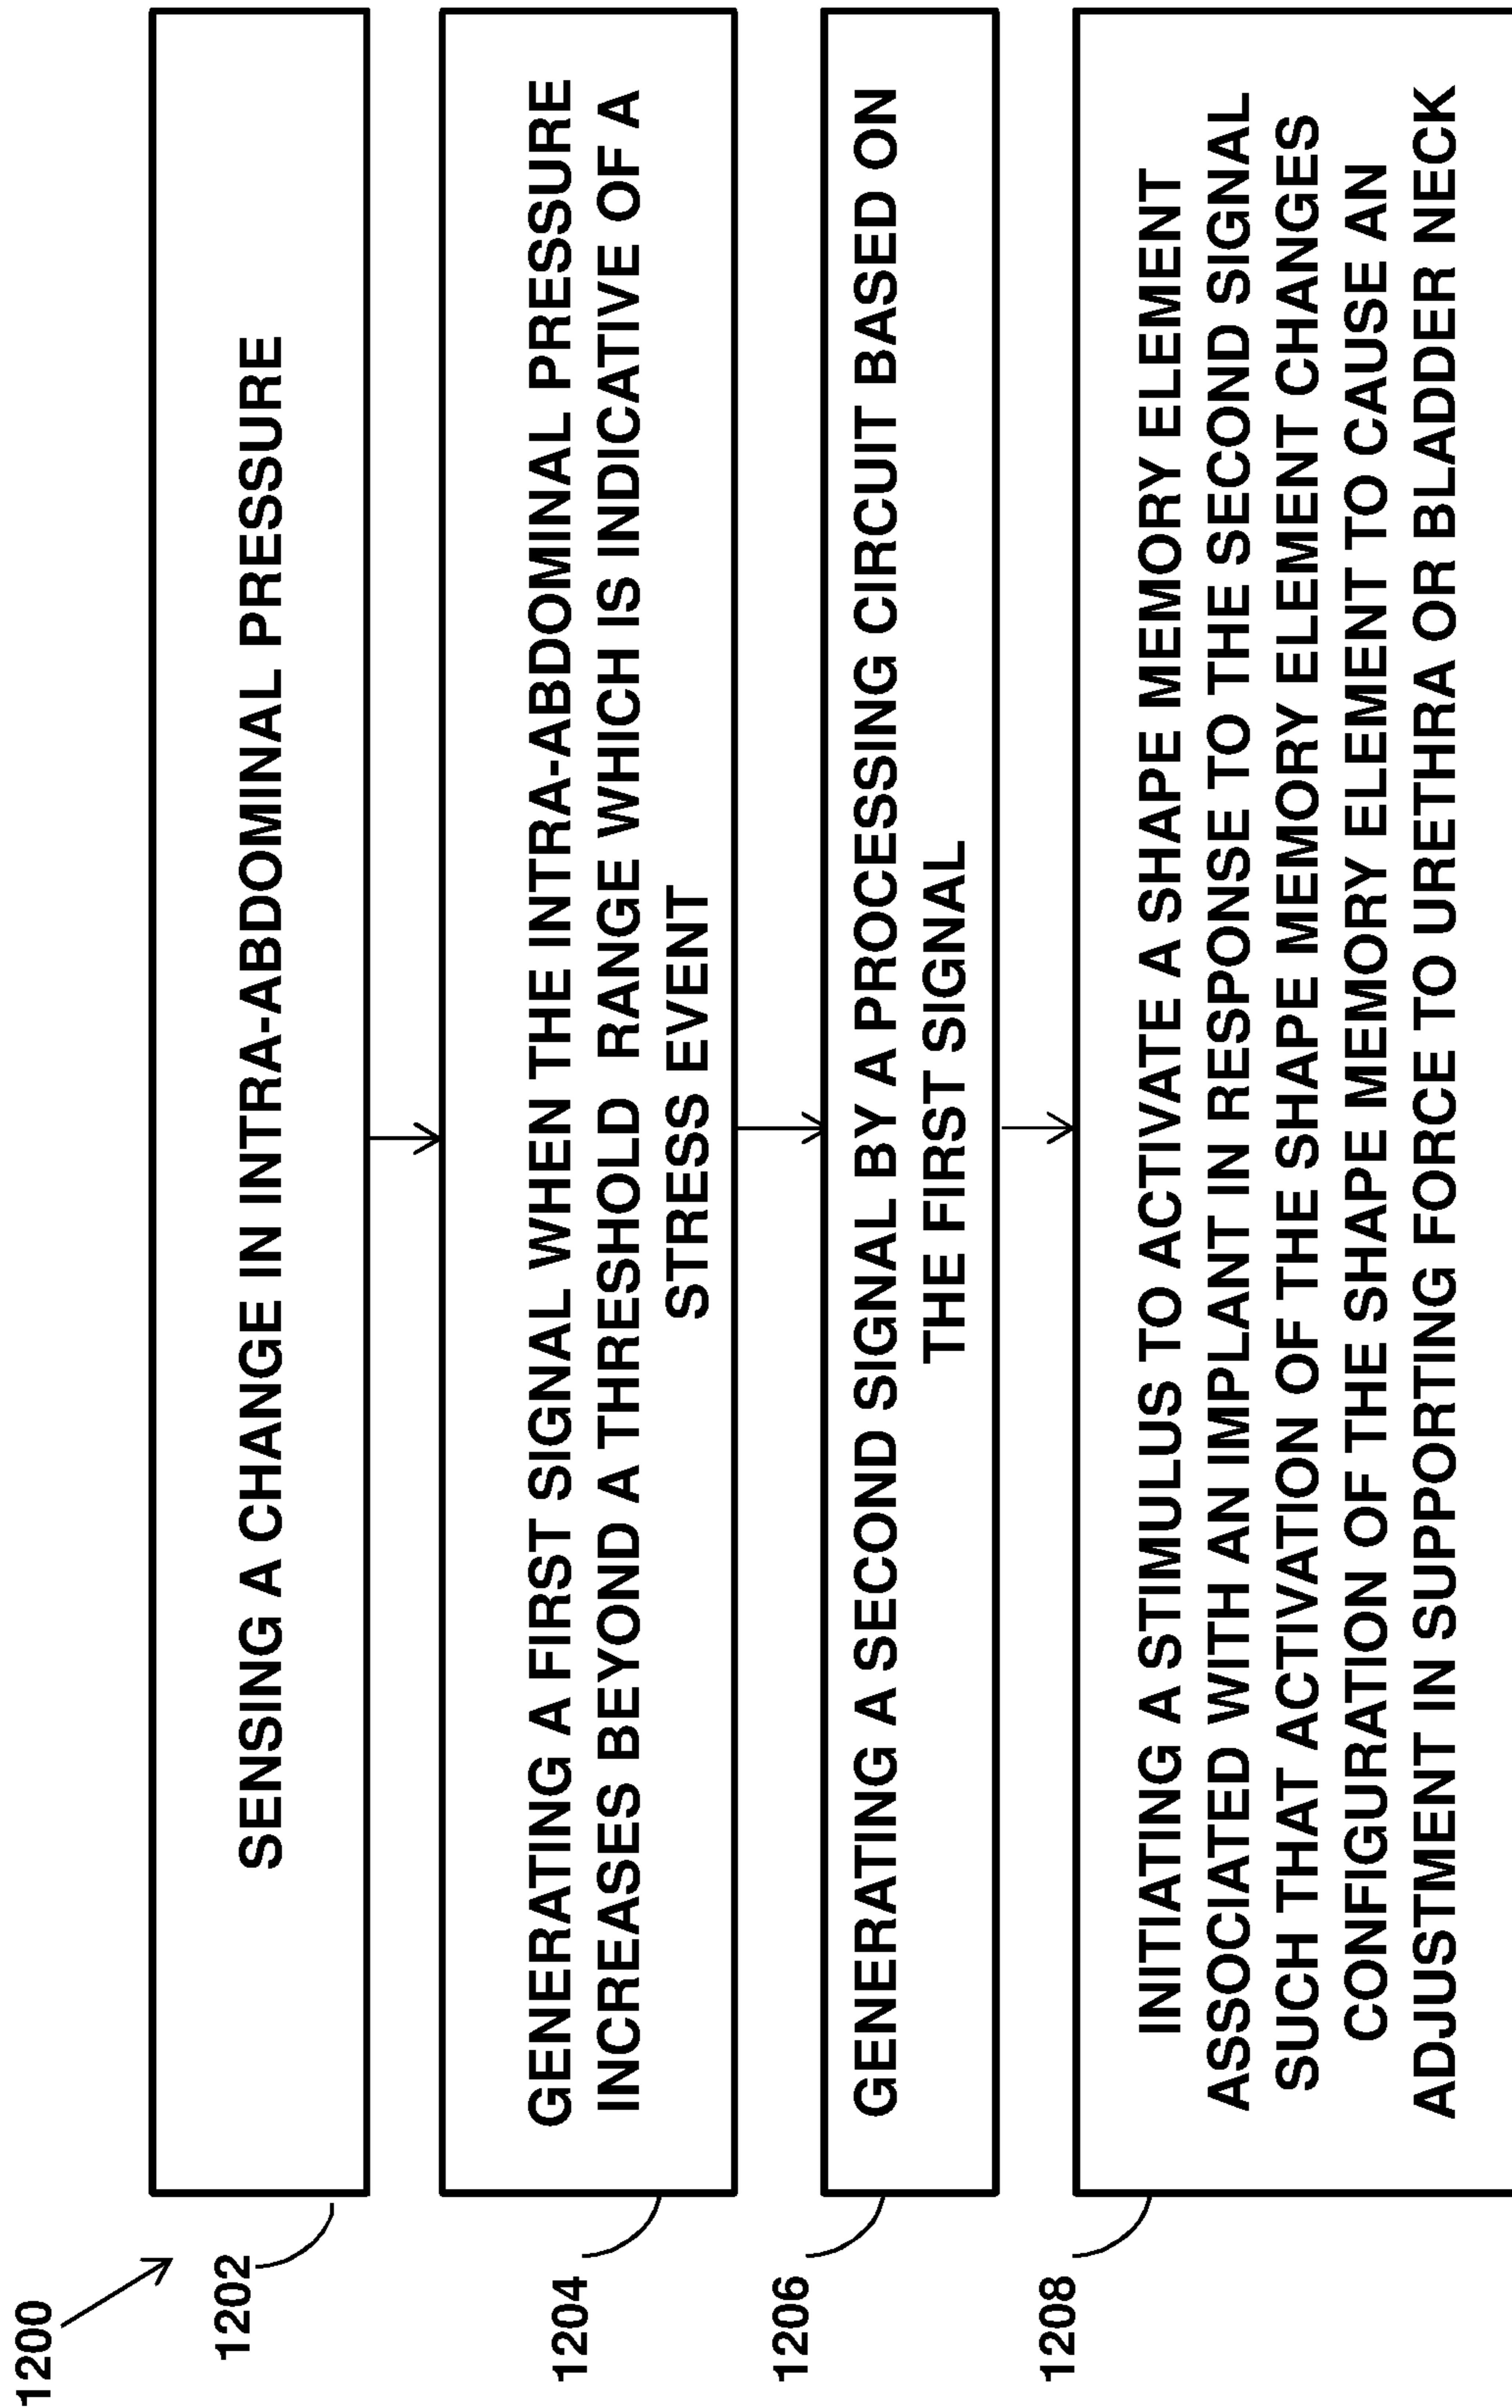 1200
1202
SENSING A CHANGE IN INTRA-ABDOMINAL PRESSURE
1204
GENERATING A FIRST SIGNAL WHEN THE INTRA-ABDOMINAL PRESSURE
INCREASES BEYOND A THRESHOLD RANGE WHICH IS INDICATIVE OF A
STRESS EVENT
1206
GENERATING A SECOND SIGNAL BY A PROCESSING CIRCUIT BASED ON
THE FIRST SIGNAL
1208
INITIATING A STIMULUS TO ACTIVATE A SHAPE MEMORY ELEMENT
ASSOCIATED WITH AN IMPLANT IN RESPONSE TO THE SECOND SIGNAL
SUCH THAT ACTIVATION OF THE SHAPE MEMORY ELEMENT CHANGES
CONFIGURATION OF THE SHAPE MEMORY ELEMENT TO CAUSE AN
ADJUSTMENT IN SUPPORTING FORCE TO URETHRA OR BLADDER NECK